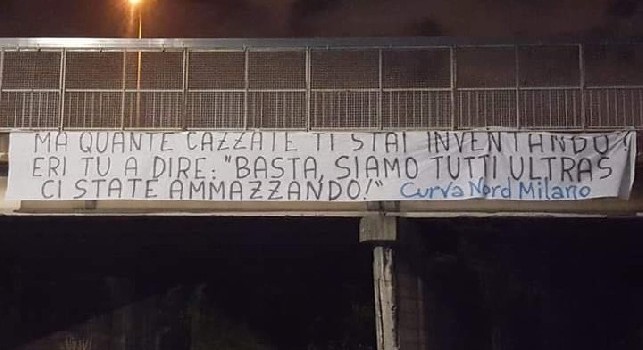 MA QUANTE CAZZATE TI STAI INVENTANDO?
ERI TU A DIRE: "BASTA, SIAMO TUTTI ULTRAS
CI STATE AMMAZZANDO!" Curva Nord Milano